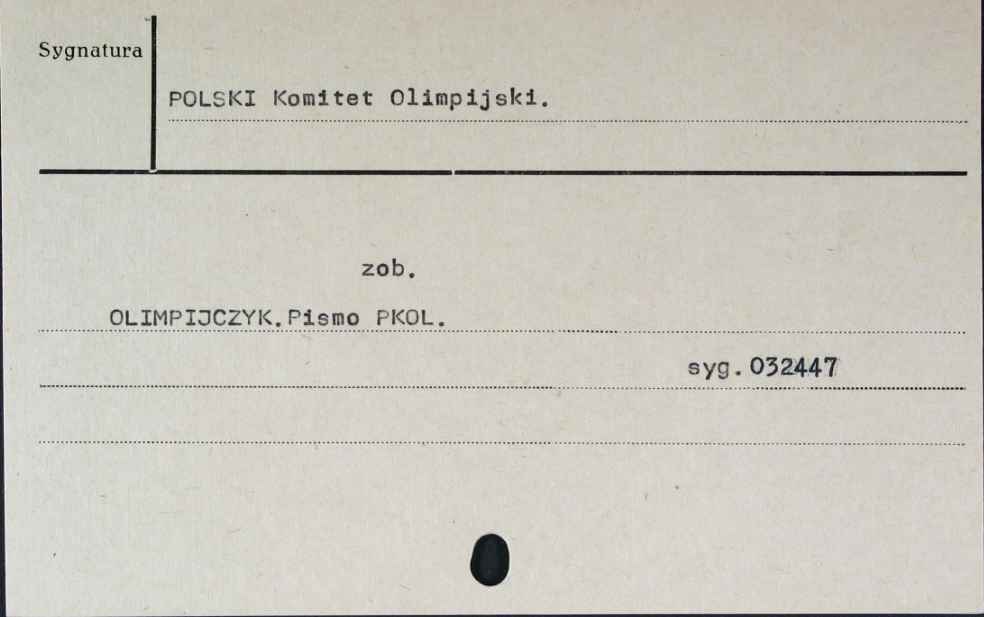 Sygnatura
POLSKI Komitet Olimpijski.
zob.
OLIMPIJCZYK.Pismo PKOL.
syg.032447